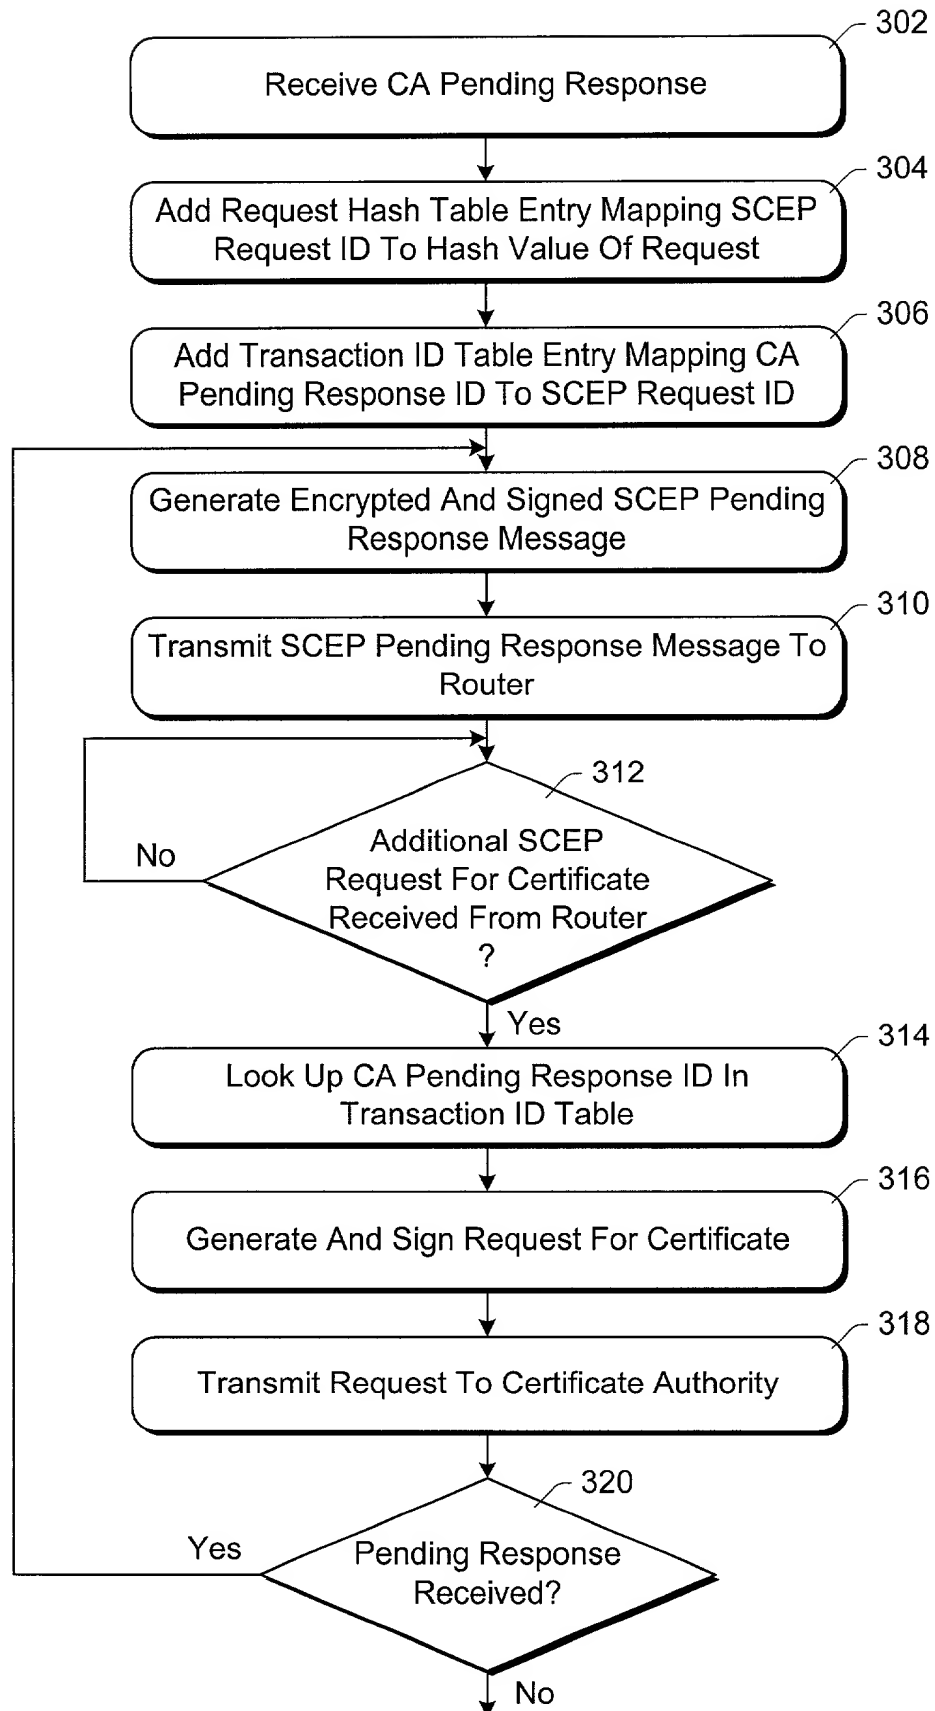 302
Receive CA Pending Response
304
Add Request Hash Table Entry Mapping SCEP
Request ID To Hash Value Of Request
306
Add Transaction ID Table Entry Mapping CA
Pending Response ID To SCEP Request ID
308
Generate Encrypted And Signed SCEP Pending
Response Message
310
Transmit SCEP Pending Response Message To
Router
312
Additional SCEP
Request For Certificate
Received From Router
?
No
Yes
314
Look Up CA Pending Response ID In
Transaction ID Table
316
Generate And Sign Request For Certificate
318
Transmit Request To Certificate Authority
320
Pending Response
Received?
Yes
No